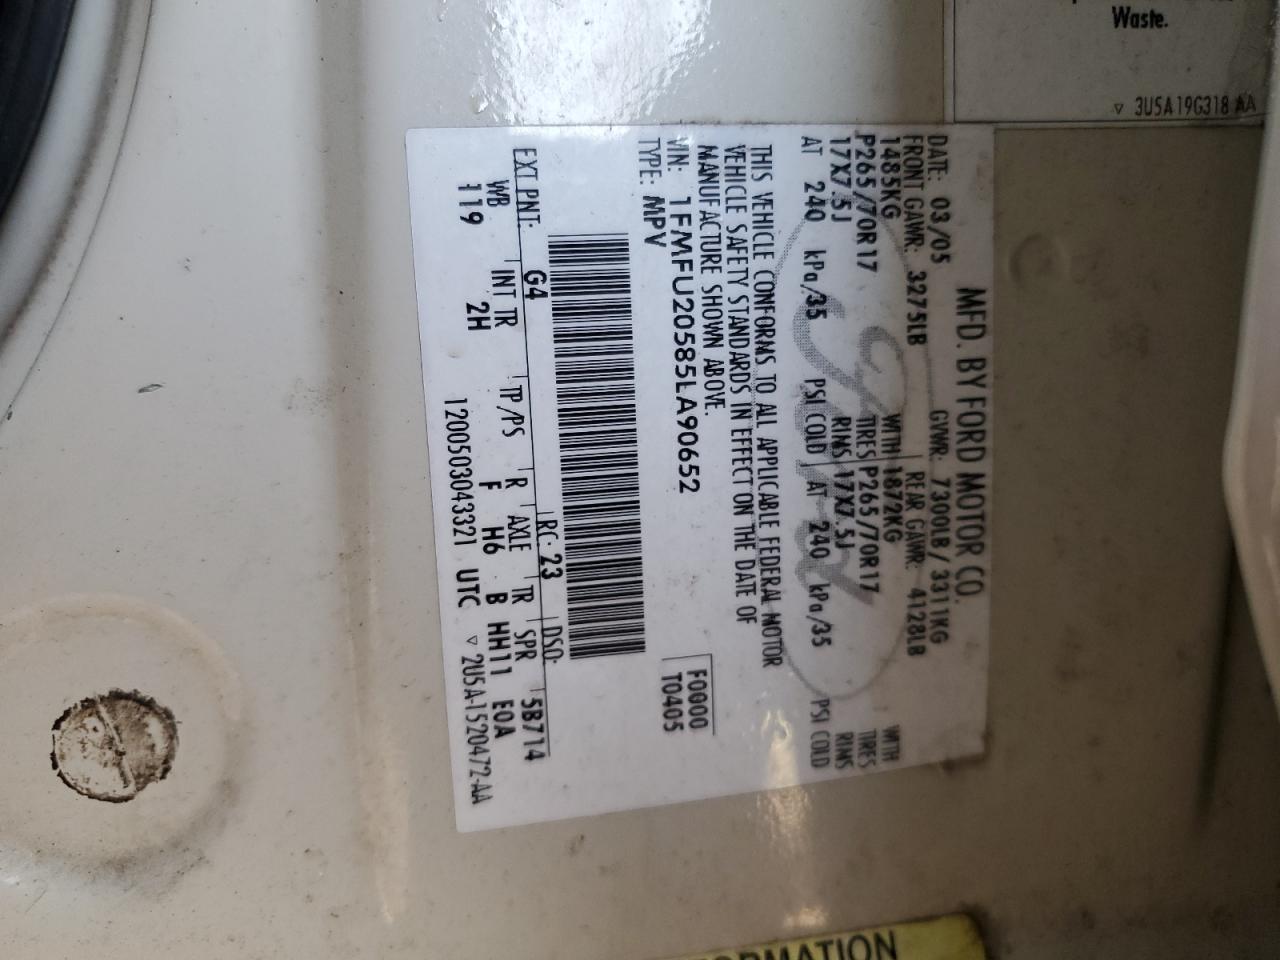 Waste.
▽ 3U5A19G318 AA
MFD. BY FORD MOTOR CO.
DATE: 03/05 GVWR: 7300LB/3311KG
FRONT GAWR: 3275LB REAR GAWR: 4128LB
1485KG WITH 1872KG WITH
P265/70R17 TIRES P265/70R17 TIRES
17X7.5J RIMS 17X7.5J RIMS
AT 240 kPa/35 PSI COLD AT 240 kPa/35 PSI COLD
THIS VEHICLE CONFORMS TO ALL APPLICABLE FEDERAL MOTOR
VEHICLE SAFETY STANDARDS IN EFFECT ON THE DATE OF
MANUFACTURE SHOWN ABOVE.
VIN: 1FMFU20585LA90652 F0000
TYPE: MPV T0405
EXT PNT: G4 RC: 23 DSO:
WB INT TR TP/PS R AXLE TR SPR 5B714
119 2H F H6 B HH11 E0A
12005030433321 UTC ▽ 2U5A-1520472-AA
ORMATION